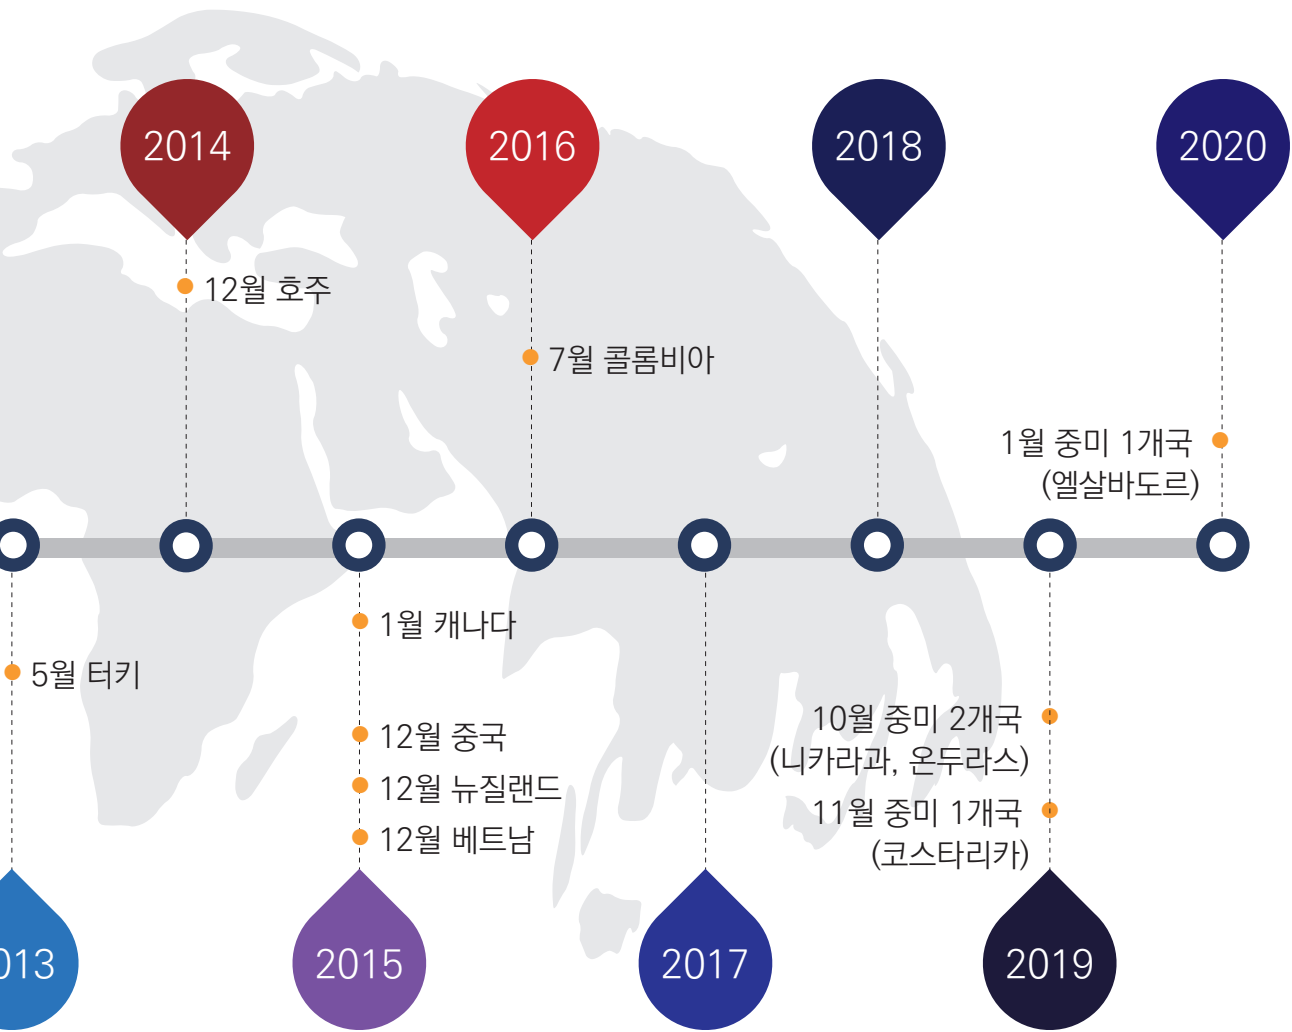 2014
2016
2018
2020
12월 호주
7월 콜롬비아
1월 중미 1개국
(엘살바도르)
1월 캐나다
5월 터키
12월 중국
12월 뉴질랜드
12월 베트남
10월 중미 2개국
(니카라과, 온두라스)
11월 중미 1개국
(코스타리카)
013
2015
2017
2019